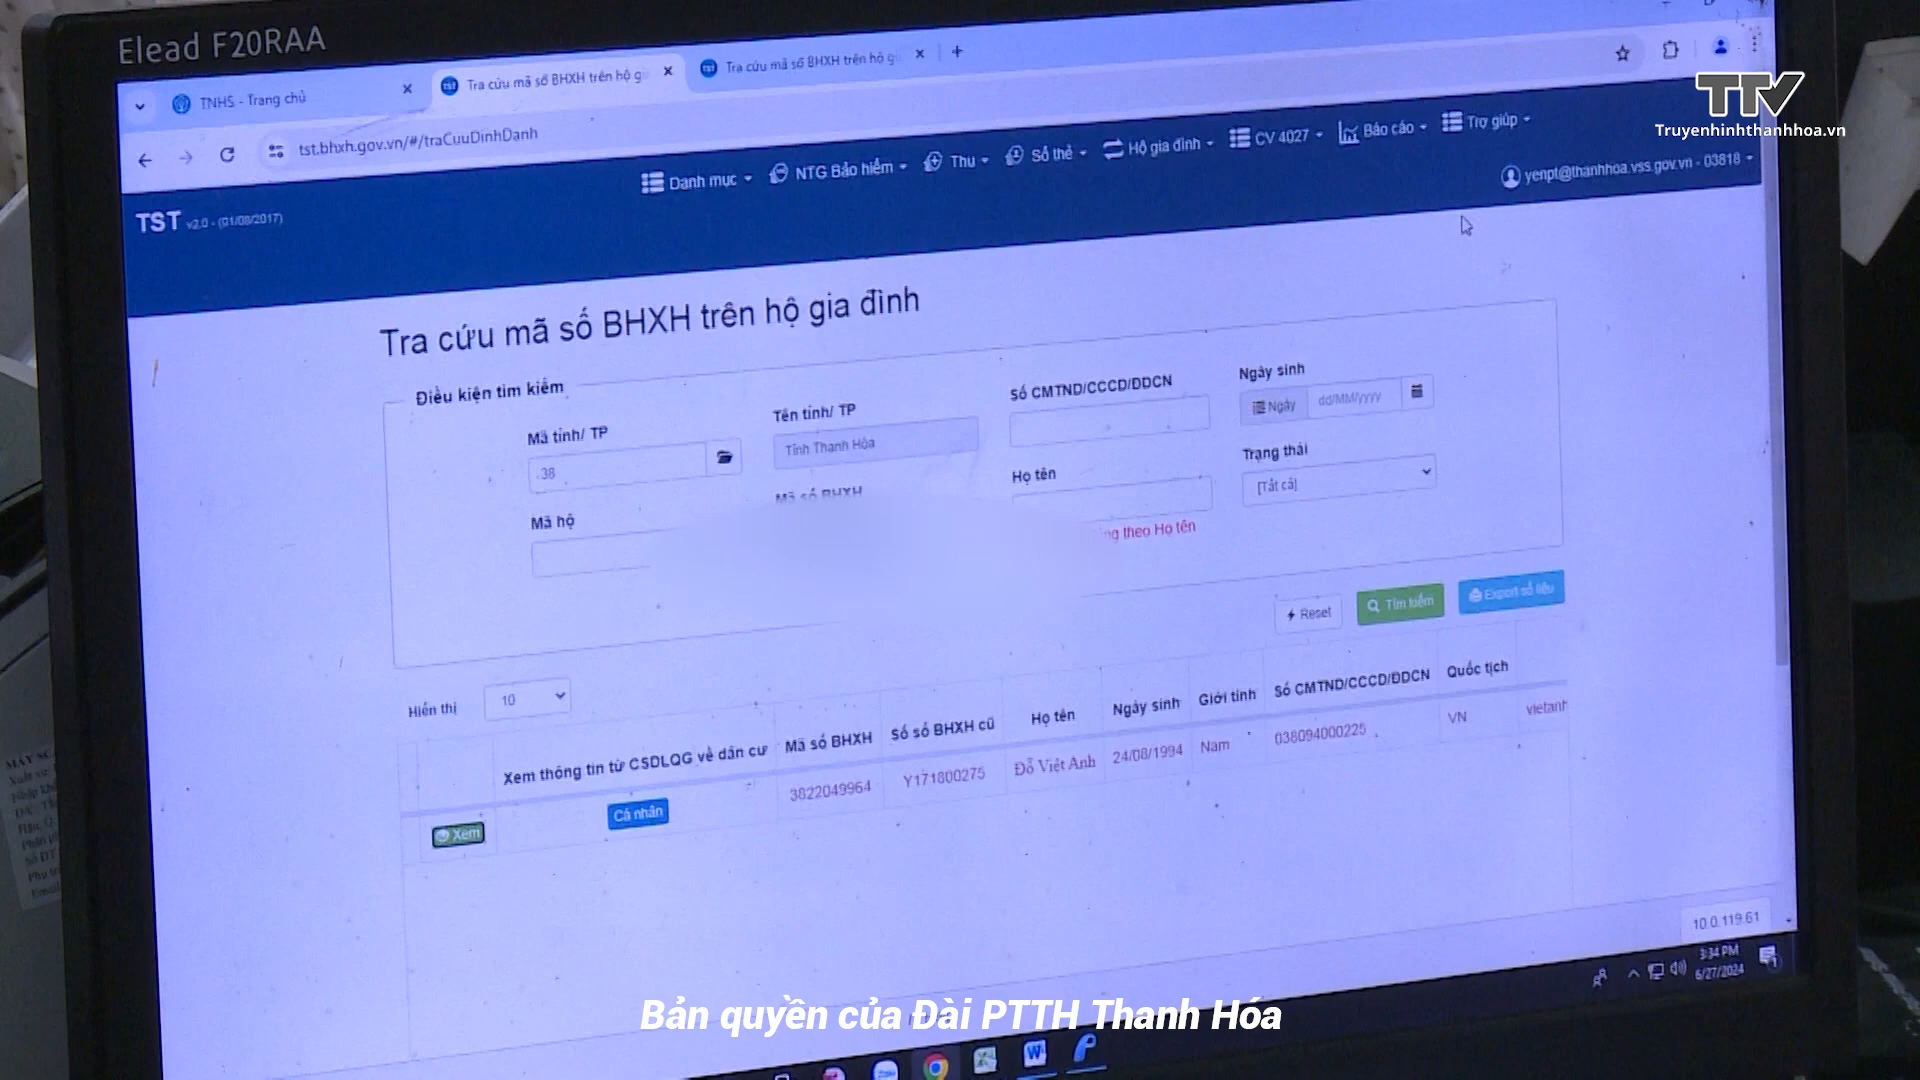 Elead F20RAA
TNHS - Trang chủ
Tra cứu mã số BHXH trên hộ g
Tra cứu mã số BHXH trên hộ g
TTV
Truyenhinhthanhhoa.vn
tst.bhxh.gov.vn/#/traCuuDinhDanh
Danh mục
NTG Bảo hiểm
Thu
Sổ thẻ
Hộ gia đình
CV 4027
Báo cáo
Trợ giúp
TST v2.0 - (01/08/2017)
yenpt@thanhhoa.vss.gov.vn - 03818
Tra cứu mã số BHXH trên hộ gia đình
Điều kiện tìm kiếm
Mã tỉnh/ TP
Tên tỉnh/ TP
Số CMTND/CCCD/ĐDCN
Ngày sinh
38
Tỉnh Thanh Hóa
Ngày
dd/MM/yyyy
Mã hộ
Mã số BHXH
Họ tên
Trạng thái
[Tất cả]
theo Họ tên
Reset
Tìm kiếm
Export số liệu
Hiển thị
10
Xem thông tin từ CSDLQG về dân cư
Mã số BHXH
Số sổ BHXH cũ
Họ tên
Ngày sinh
Giới tính
Số CMTND/CCCD/ĐDCN
Quốc tịch
Xem
Cá nhân
3822049964
Y171800275
Đỗ Việt Anh
24/08/1994
Nam
038094000225
VN
vietanh
10.0.119.61
3:34 PM
6/27/2024
Bản quyền của Đài PTTH Thanh Hóa